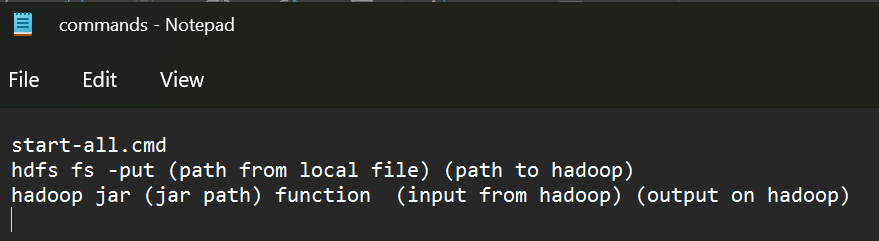 commands - Notepad
File Edit View
start-all.cmd
hdfs fs -put (path from local file) (path to hadoop)
hadoop jar (jar path) function  (input from hadoop) (output on hadoop)